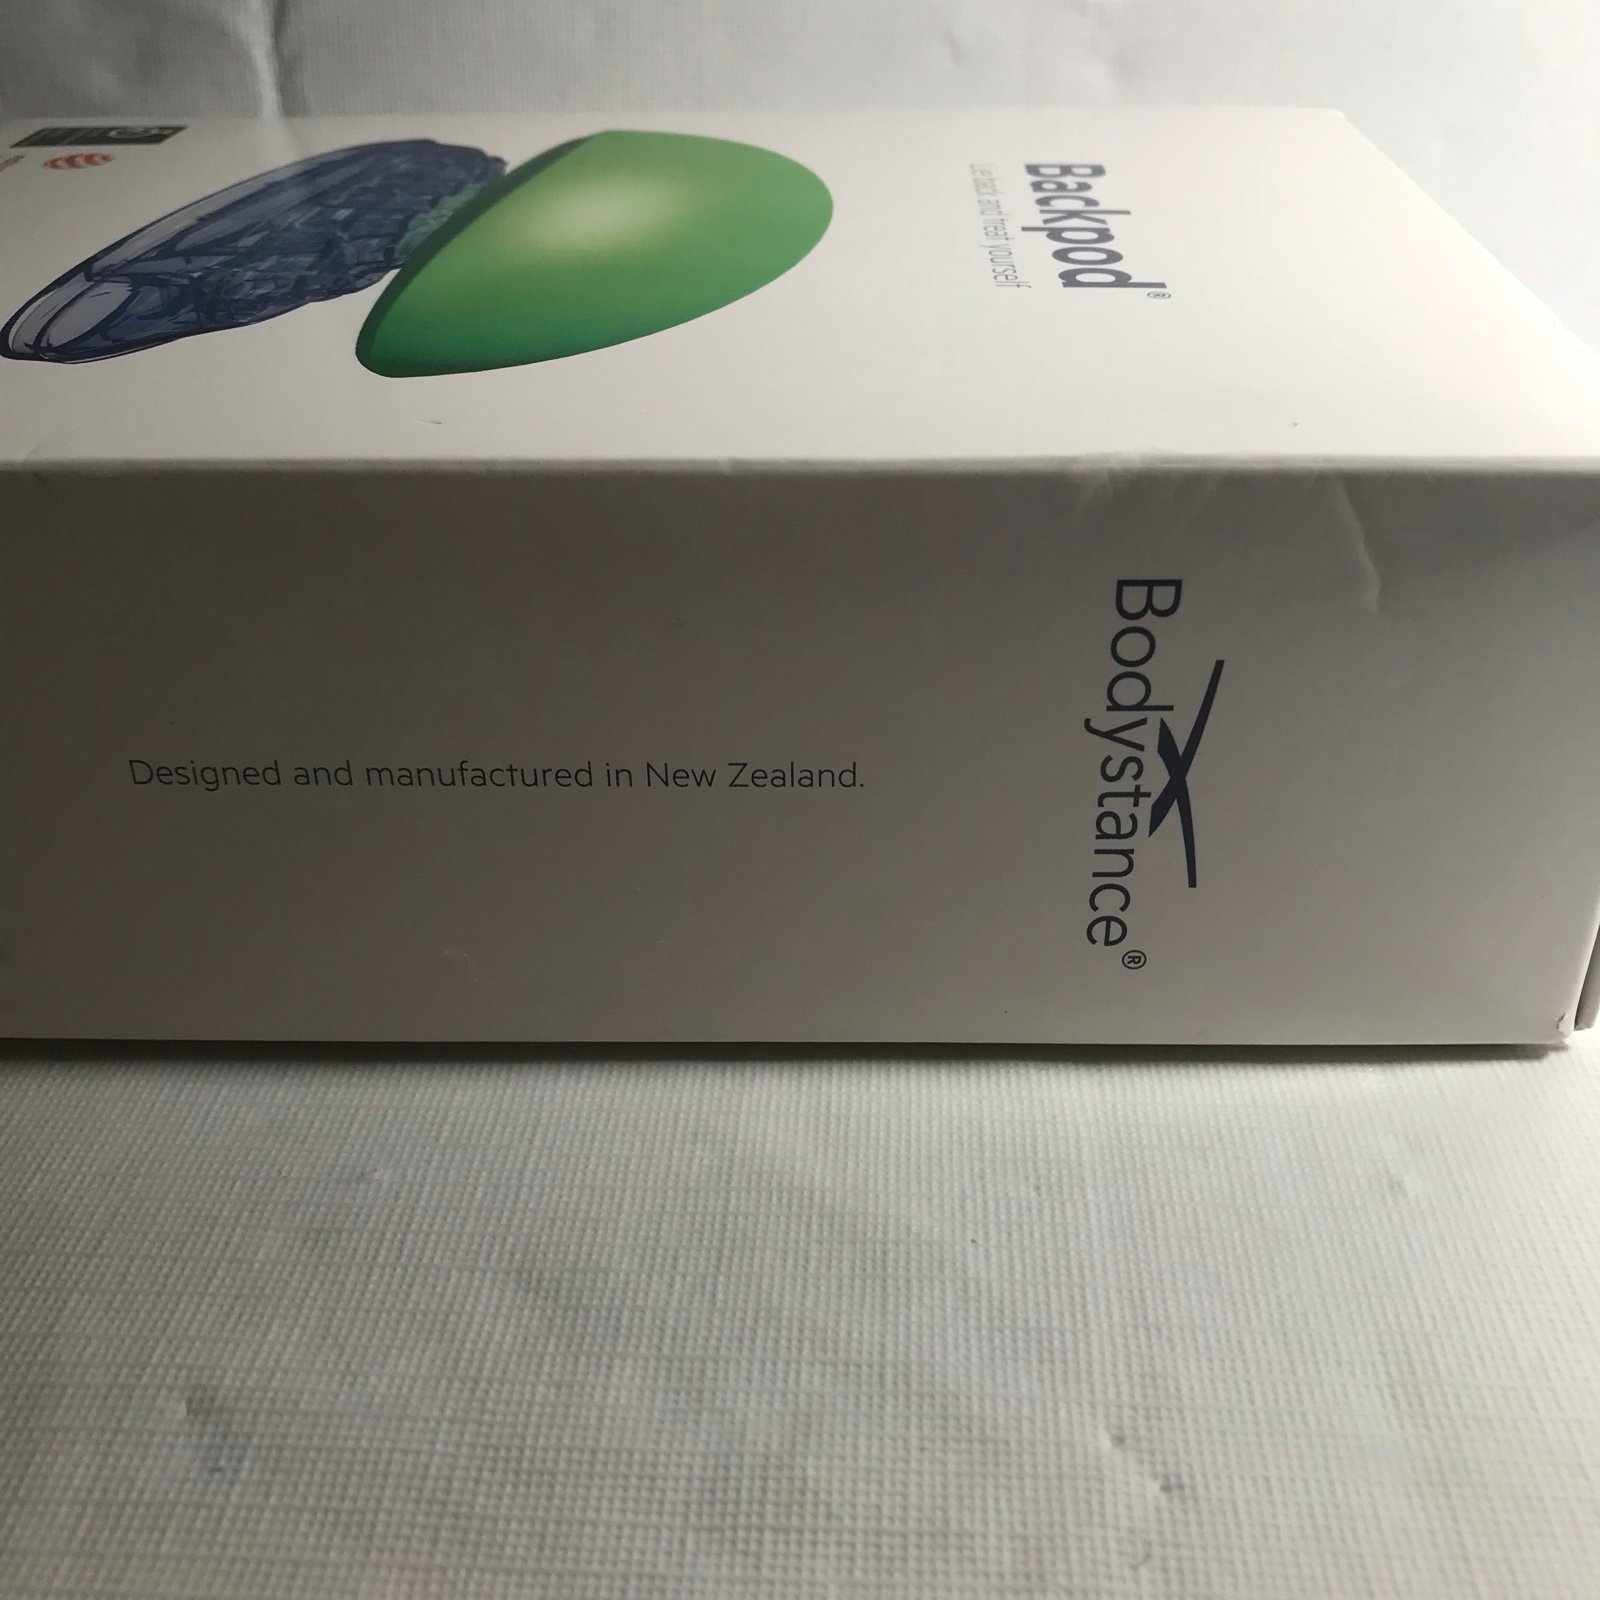 Backpod®
Lie back and treat yourself
Bodystance®
Designed and manufactured in New Zealand.